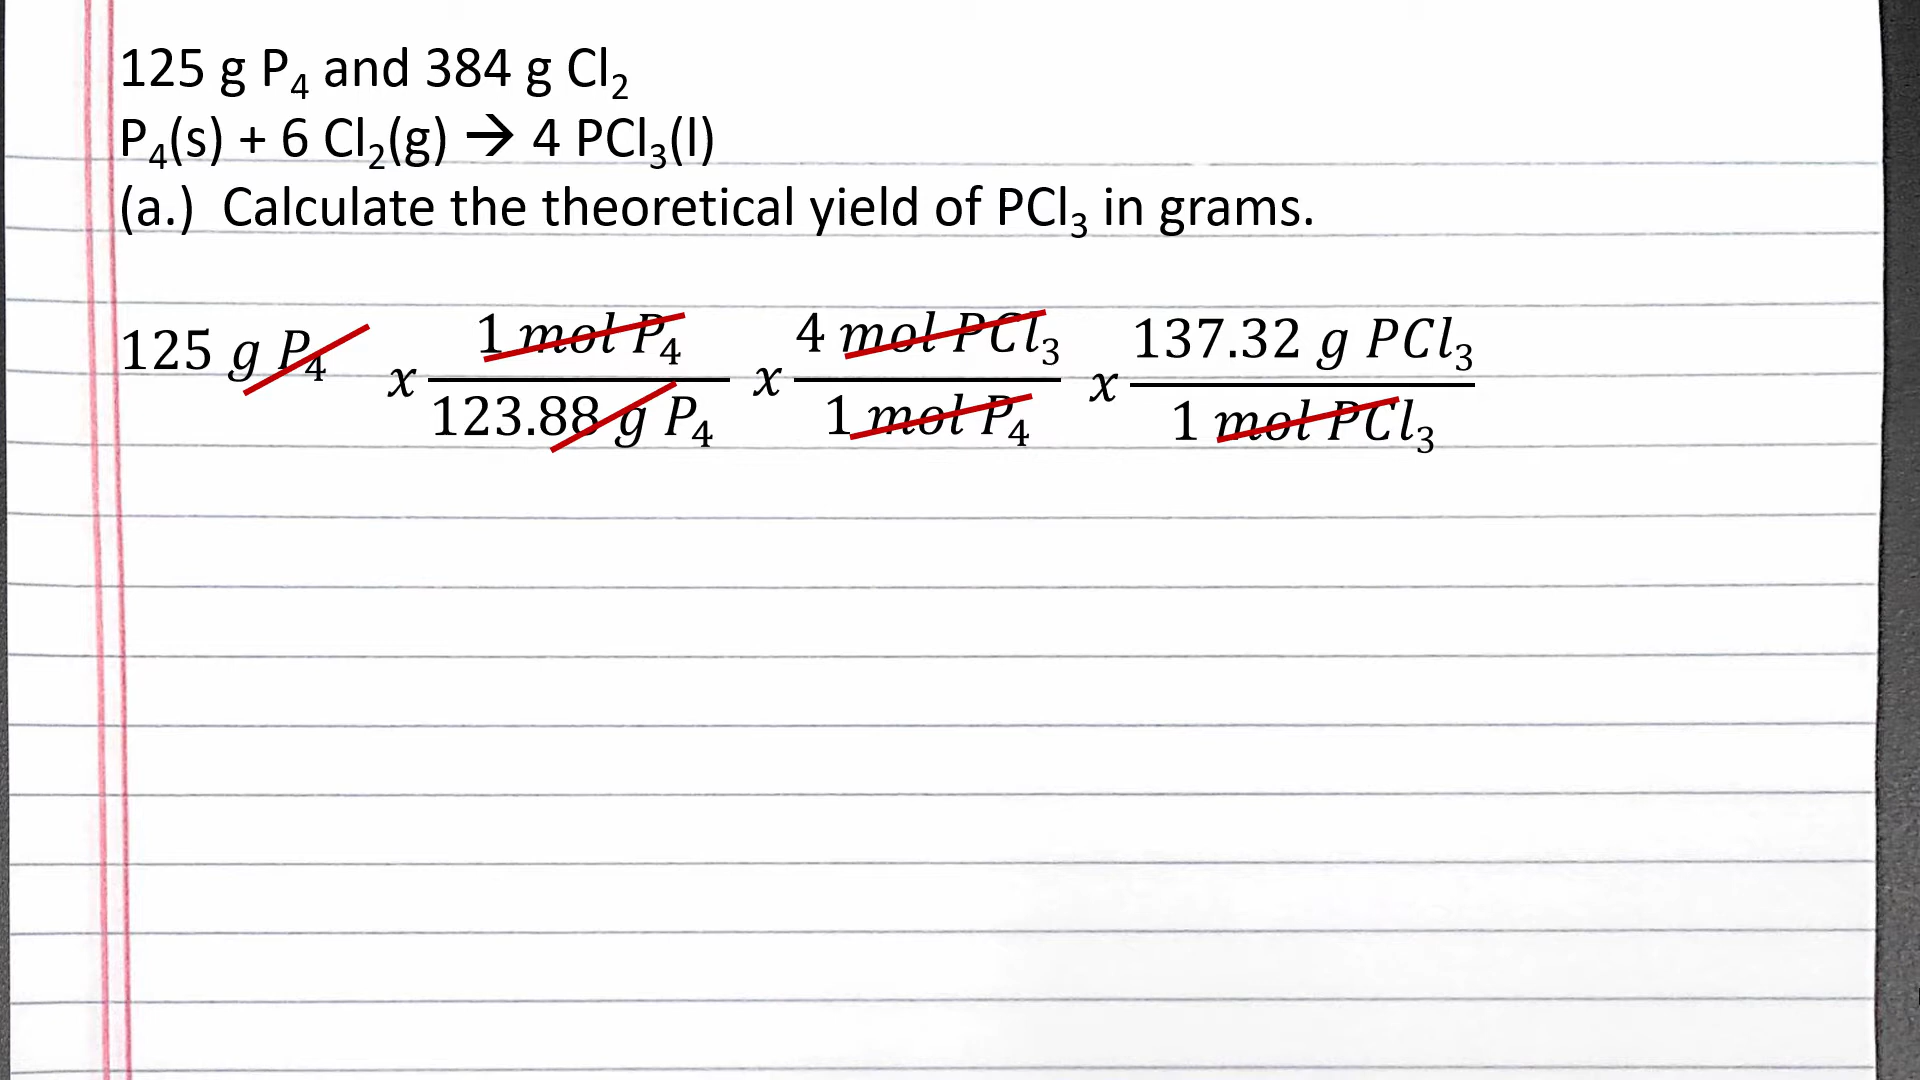 125 g P₄ and 384 g Cl₂
P₄(s) + 6 Cl₂(g) → 4 PCl₃(l)
(a.) Calculate the theoretical yield of PCl₃ in grams.
125 g P₄ x 1 mol P₄ / 123.88 g P₄ x 4 mol PCl₃ / 1 mol P₄ x 137.32 g PCl₃ / 1 mol PCl₃